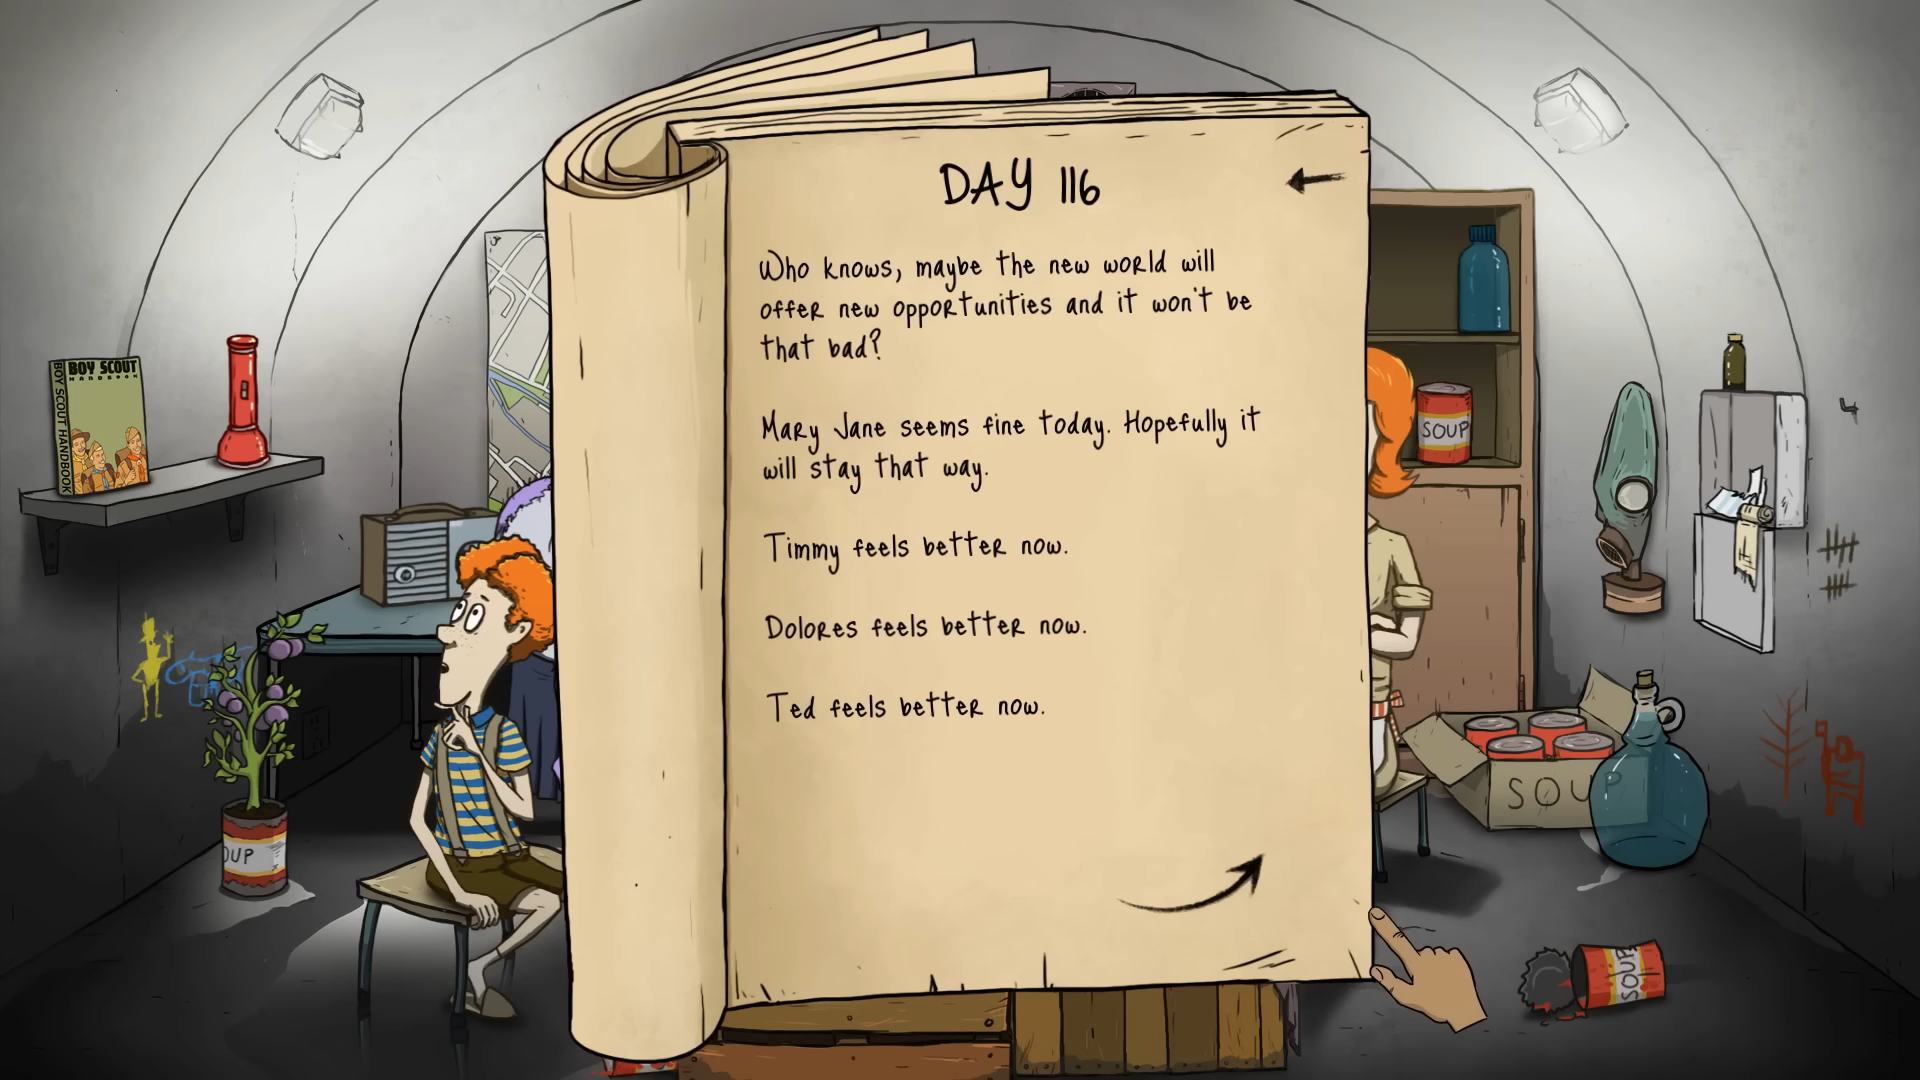 DAY 116
Who knows, maybe the new world will
offer new opportunities and it won't be
that bad?
Mary Jane seems fine today. Hopefully it
will stay that way.
Timmy feels better now.
Dolores feels better now.
Ted feels better now.
BOY SCOUT
HANDBOOK
BOY SCOUT HANDBOOK
SOUP
OUP
SOU
SOUP